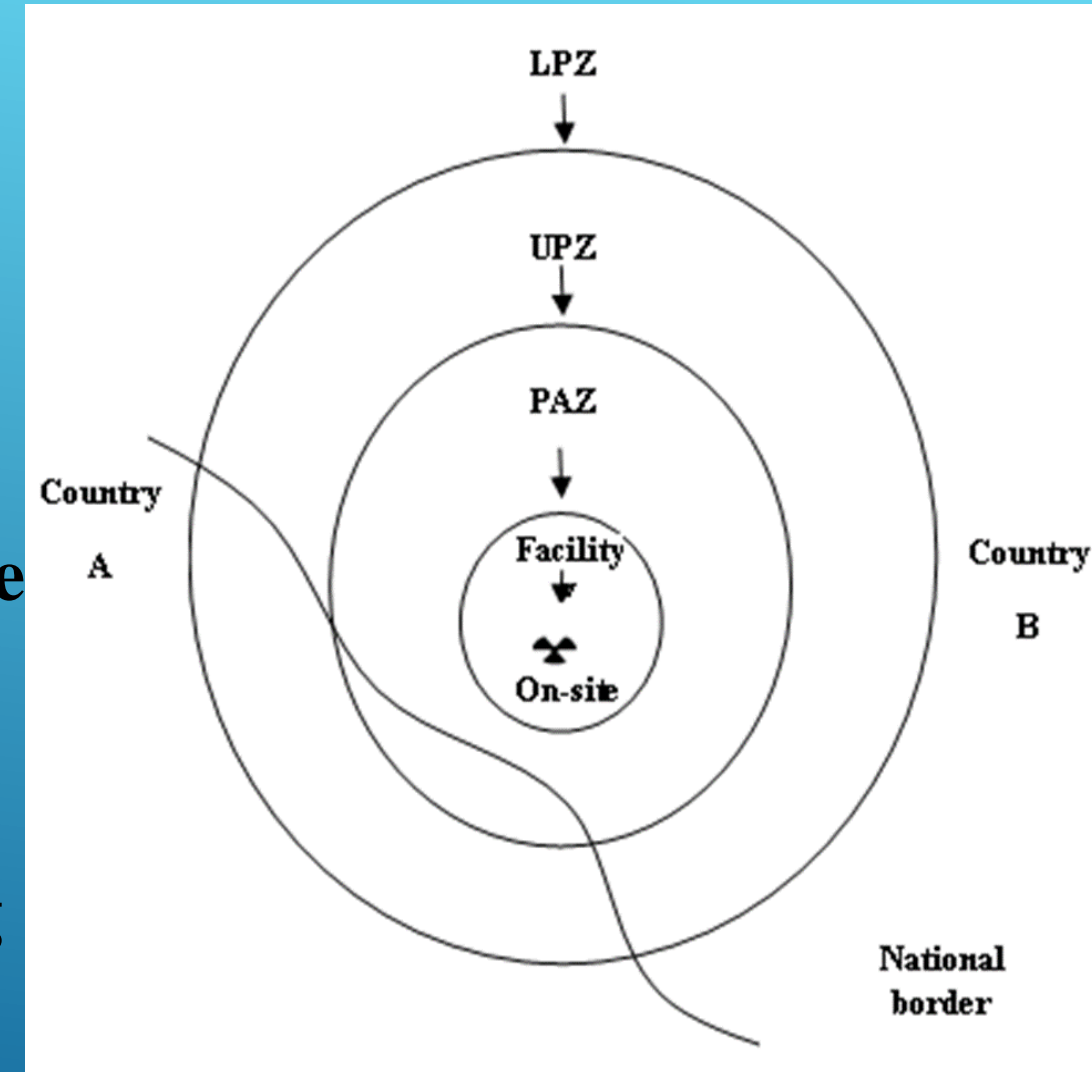 LPZ
UPZ
PAZ
Country
A
Facility
On-site
Country
B
National
border